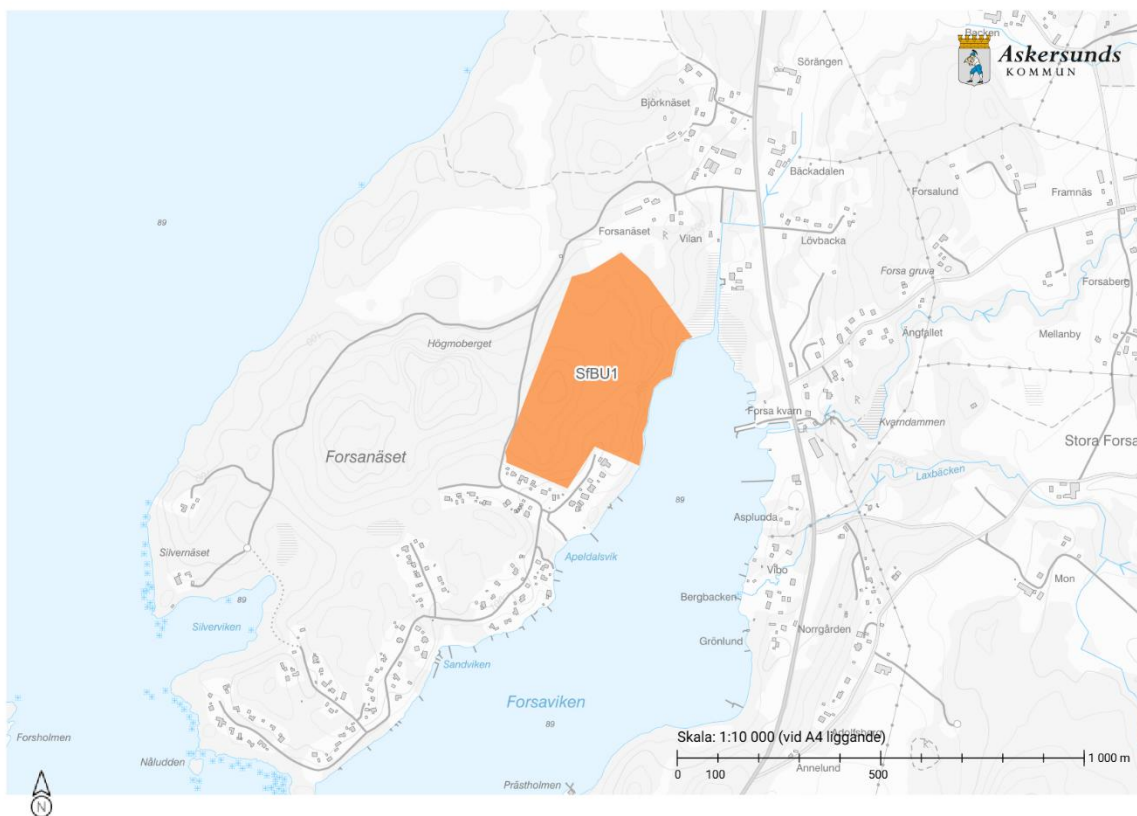 Backen
Askersunds
KOMMUN
Sörängen
Björknäset
Bäckadalen
Forsalund
Framnäs
89
Forsanäset
Vilan
Lövbacka
Forsa gruva
Forsaberg
Ängfallet
Mellanby
Högmoberget
SfBU1
Forsa kvarn
Kvarndammen
Stora Forsa
Forsanäset
Laxbäcken
89
Asplunda
Silvernäset
Apeldalsvik
Vibo
Mon
89
Bergbacken
Silverviken
Norrgården
Grönlund
Sandviken
Forsaviken
89
Adolfsberg
Forsholmen
Skala: 1:10 000 (vid A4 liggande)
1 000 m
Nåludden
Annelund
0 100 500
Prästholmen
N